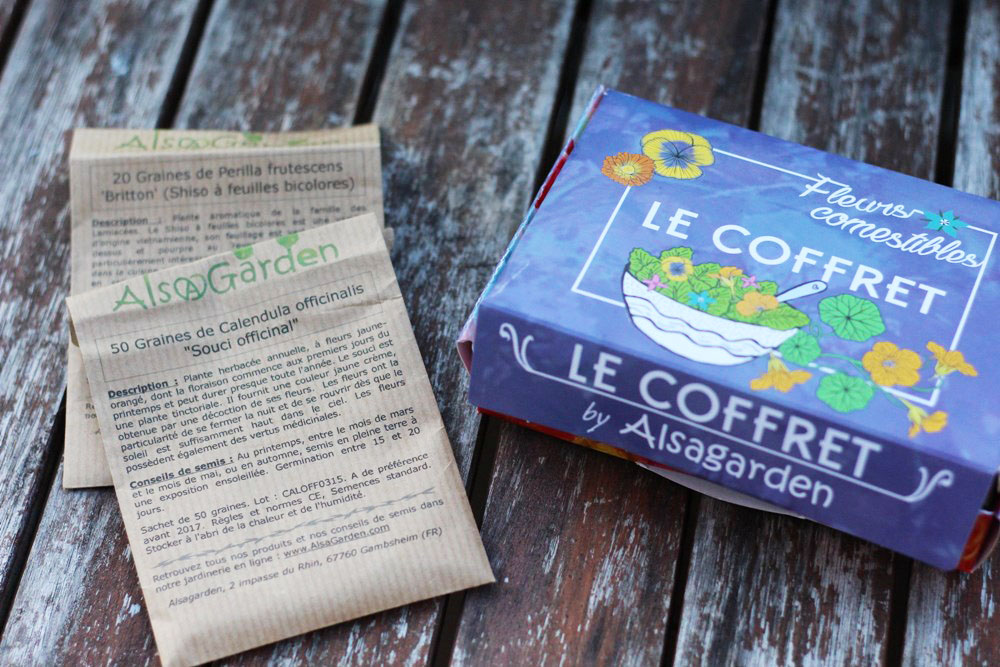 AlsaGarden
20 Graines de Perilla frutescens
'Britton' (Shiso à feuilles bicolores)
Description : Plante aromatique de la famille des
AlsaGarden
50 Graines de Calendula officinalis
"Souci officinal"
Description : Plante herbacée annuelle, à fleurs jaune-
orangé, dont la floraison commence aux premiers jours du
printemps et peut durer presque toute l'année. Le souci est
une plante tinctoriale. Il fournit une couleur jaune crème,
obtenue par décoction de ses fleurs. Les fleurs ont la
particularité de se fermer la nuit et de se rouvrir dès que le
soleil est suffisamment haut dans le ciel. Les fleurs
possèdent également des vertus médicinales.
Conseils de semis : Au printemps, entre le mois de mars
et le mois de mai, ou en automne, semis en pleine terre à
une exposition ensoleillée. Germination entre 15 et 20
jours.
Sachet de 50 graines. Lot : CALOFF0315. A de préférence
avant 2017. Règles et normes CE, Semences standard.
Stocker à l'abri de la chaleur et de l'humidité.
Retrouvez tous nos produits et nos conseils de semis dans
notre jardinerie en ligne : www.AlsaGarden.com
Alsagarden, 2 impasse du Rhin, 67760 Gambsheim (FR)
Fleurs
comestibles
LE COFFRET
LE COFFRET
by Alsagarden